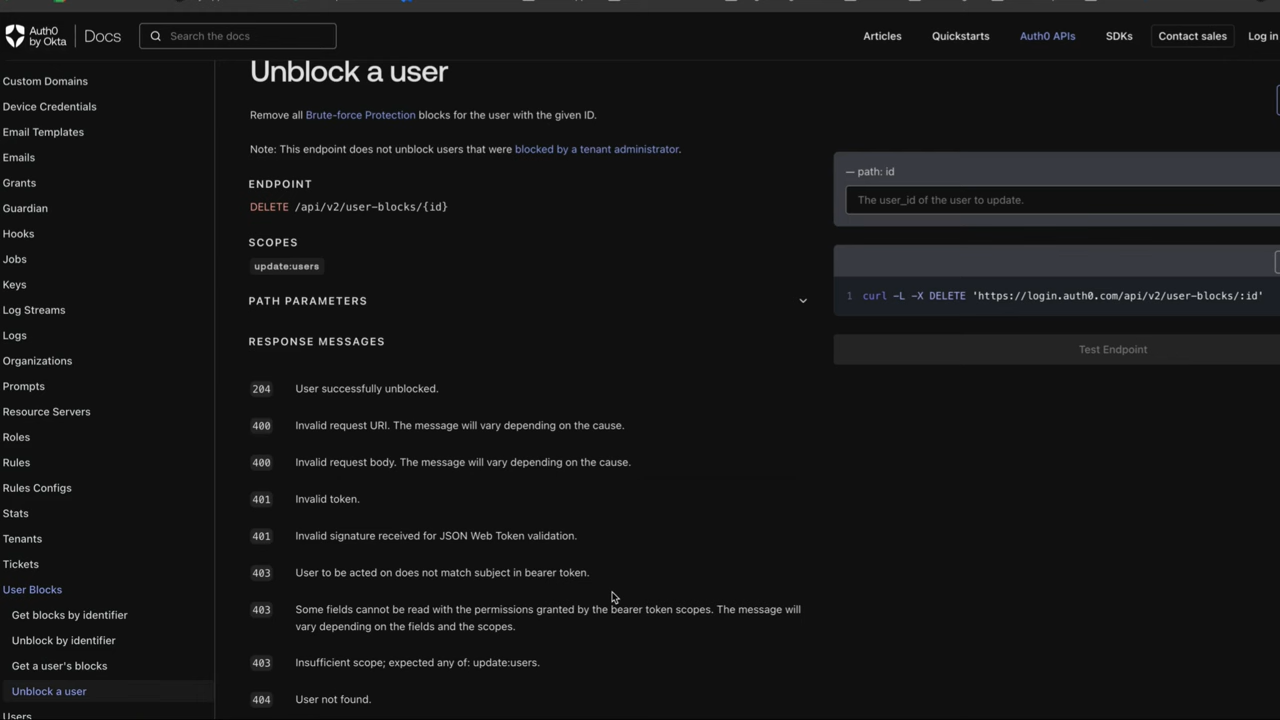 Auth0
by Okta
Docs
Search the docs
Articles
Quickstarts
Auth0 APIs
SDKs
Contact sales
Log in
Custom Domains
Device Credentials
Email Templates
Emails
Grants
Guardian
Hooks
Jobs
Keys
Log Streams
Logs
Organizations
Prompts
Resource Servers
Roles
Rules
Rules Configs
Stats
Tenants
Tickets
User Blocks
Get blocks by identifier
Unblock by identifier
Get a user's blocks
Unblock a user
Users
Unblock a user
Remove all Brute-force Protection blocks for the user with the given ID.
Note: This endpoint does not unblock users that were blocked by a tenant administrator.
ENDPOINT
DELETE /api/v2/user-blocks/{id}
SCOPES
update:users
PATH PARAMETERS
RESPONSE MESSAGES
204 User successfully unblocked.
400 Invalid request URI. The message will vary depending on the cause.
400 Invalid request body. The message will vary depending on the cause.
401 Invalid token.
401 Invalid signature received for JSON Web Token validation.
403 User to be acted on does not match subject in bearer token.
403 Some fields cannot be read with the permissions granted by the bearer token scopes. The message will
vary depending on the fields and the scopes.
403 Insufficient scope; expected any of: update:users.
404 User not found.
— path: id
The user_id of the user to update.
1 curl -L -X DELETE 'https://login.auth0.com/api/v2/user-blocks/:id'
Test Endpoint